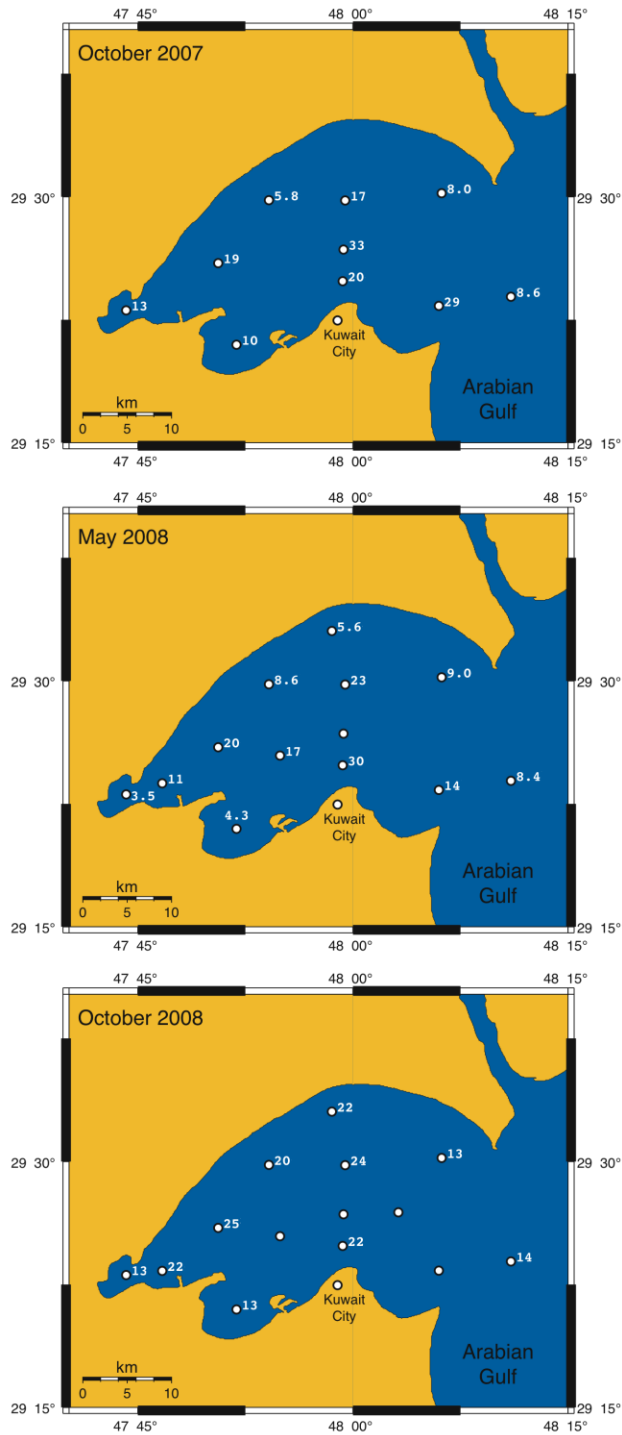 47 45° 48 00° 48 15°
October 2007
29 30° 5.8 17 8.0 29 30°
33
19
20
13 29 8.6
10
Kuwait
City
km
0 5 10
Arabian
Gulf
29 15° 29 15°
47 45° 48 00° 48 15°
May 2008
5.6
29 30° 8.6 23 9.0 29 30°
20 17
30
11 14 8.4
3.5
4.3
Kuwait
City
km
0 5 10
Arabian
Gulf
29 15° 29 15°
47 45° 48 00° 48 15°
47 45° 48 00° 48 15°
October 2008
22
29 30° 20 24 13 29 30°
25
22
13 22 14
13
Kuwait
City
km
0 5 10
Arabian
Gulf
29 15° 29 15°
47 45° 48 00° 48 15°